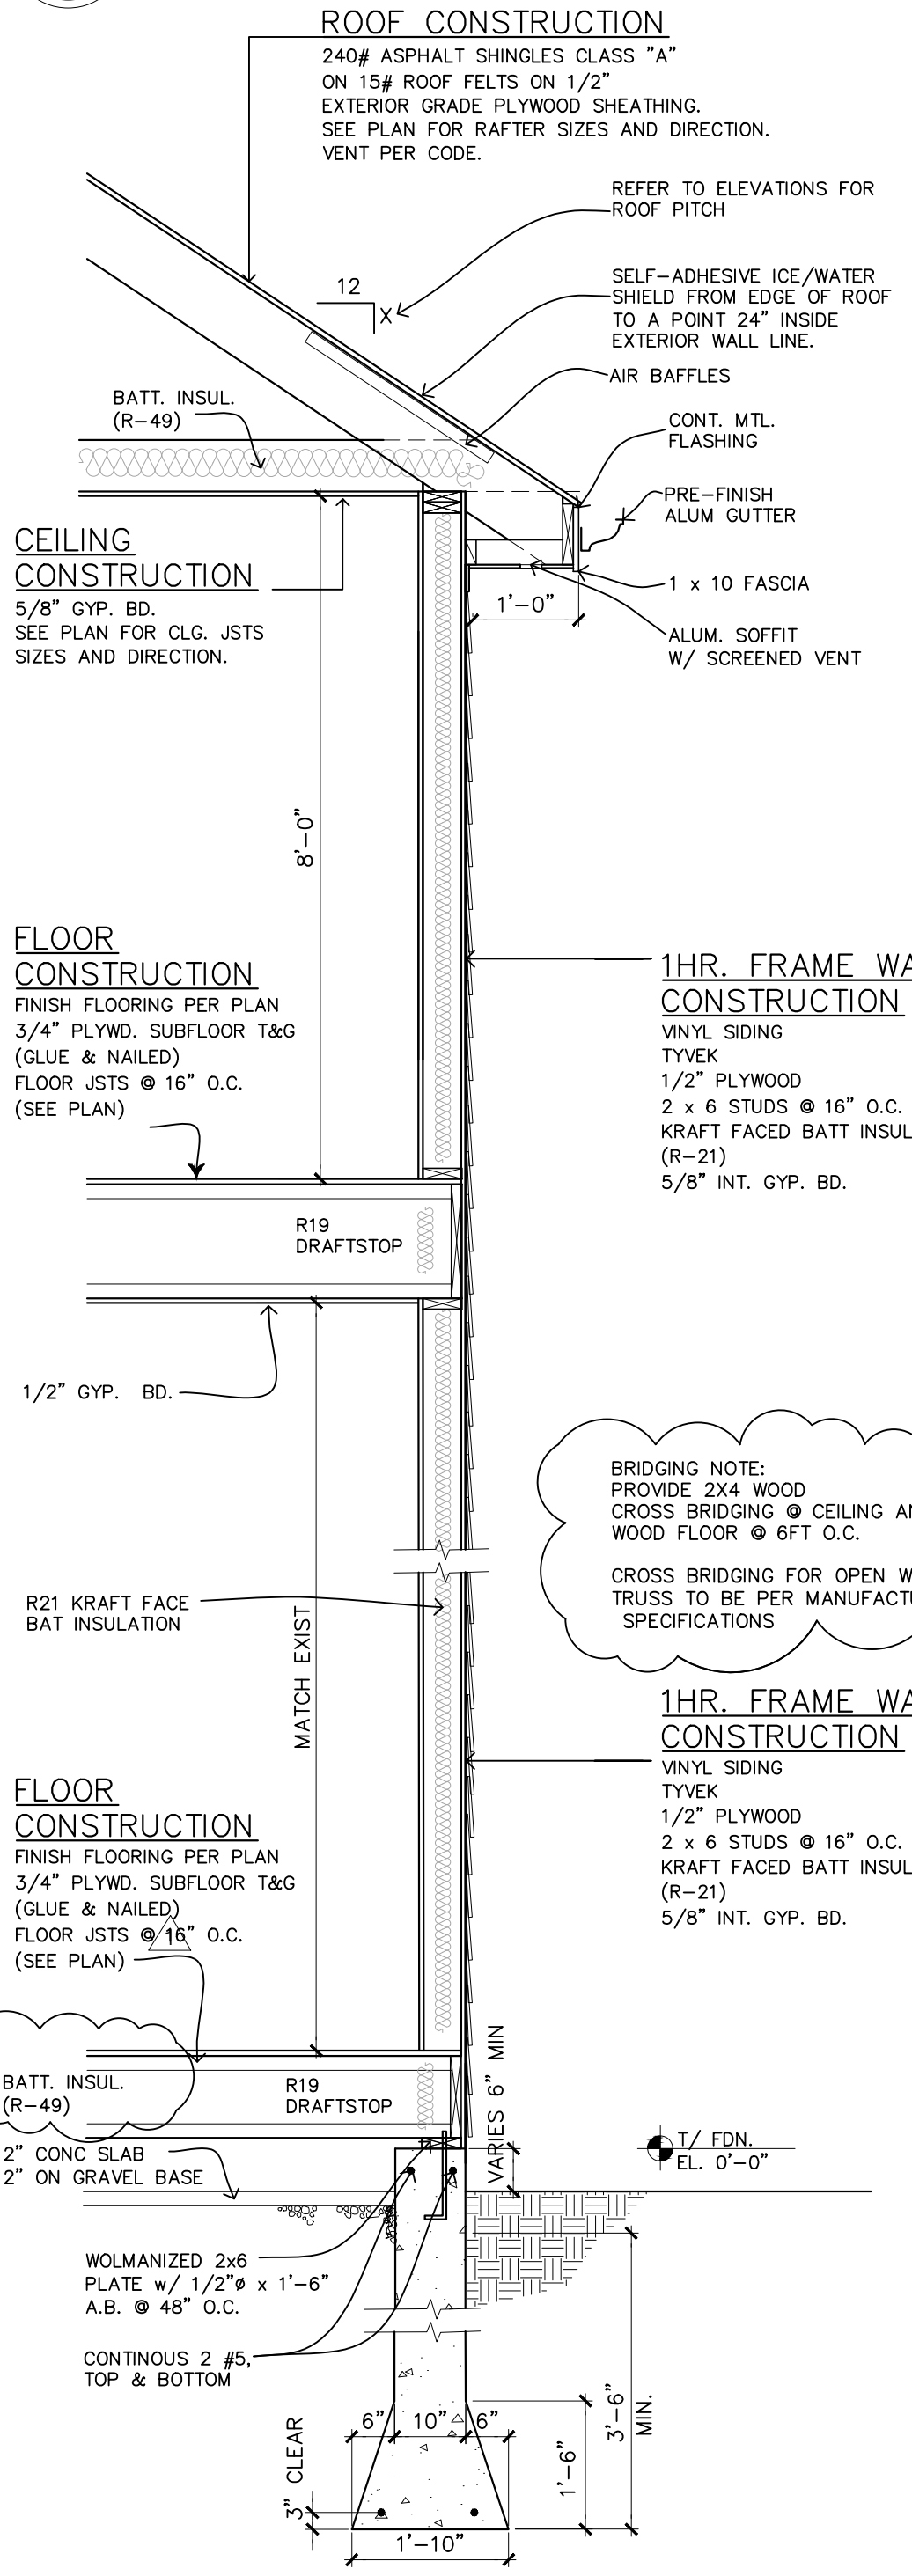 ROOF CONSTRUCTION
240# ASPHALT SHINGLES CLASS "A"
ON 15# ROOF FELTS ON 1/2"
EXTERIOR GRADE PLYWOOD SHEATHING.
SEE PLAN FOR RAFTER SIZES AND DIRECTION.
VENT PER CODE.
REFER TO ELEVATIONS FOR
ROOF PITCH
12
X
SELF-ADHESIVE ICE/WATER
SHIELD FROM EDGE OF ROOF
TO A POINT 24" INSIDE
EXTERIOR WALL LINE.
AIR BAFFLES
BATT. INSUL.
(R-49)
CONT. MTL.
FLASHING
PRE-FINISH
ALUM GUTTER
CEILING
CONSTRUCTION
5/8" GYP. BD.
SEE PLAN FOR CLG. JSTS
SIZES AND DIRECTION.
1 x 10 FASCIA
1'-0"
ALUM. SOFFIT
W/ SCREENED VENT
8'-0"
FLOOR
CONSTRUCTION
FINISH FLOORING PER PLAN
3/4" PLYWD. SUBFLOOR T&G
(GLUE & NAILED)
FLOOR JSTS @ 16" O.C.
(SEE PLAN)
1HR. FRAME WA
CONSTRUCTION
VINYL SIDING
TYVEK
1/2" PLYWOOD
2 x 6 STUDS @ 16" O.C.
KRAFT FACED BATT INSUL
(R-21)
5/8" INT. GYP. BD.
R19
DRAFTSTOP
1/2" GYP. BD.
BRIDGING NOTE:
PROVIDE 2X4 WOOD
CROSS BRIDGING @ CEILING AN
WOOD FLOOR @ 6FT O.C.
CROSS BRIDGING FOR OPEN W
TRUSS TO BE PER MANUFACTU
SPECIFICATIONS
R21 KRAFT FACE
BAT INSULATION
MATCH EXIST
1HR. FRAME WA
CONSTRUCTION
VINYL SIDING
TYVEK
1/2" PLYWOOD
2 x 6 STUDS @ 16" O.C.
KRAFT FACED BATT INSUL
(R-21)
5/8" INT. GYP. BD.
FLOOR
CONSTRUCTION
FINISH FLOORING PER PLAN
3/4" PLYWD. SUBFLOOR T&G
(GLUE & NAILED)
FLOOR JSTS @ 16" O.C.
1
(SEE PLAN)
BATT. INSUL.
(R-49)
R19
DRAFTSTOP
VARIES 6" MIN
2" CONC SLAB
2" ON GRAVEL BASE
T/ FDN.
EL. 0'-0"
WOLMANIZED 2x6
PLATE w/ 1/2"ø x 1'-6"
A.B. @ 48" O.C.
CONTINOUS 2 #5,
TOP & BOTTOM
6"
10"
6"
3" CLEAR
1'-6"
3'-6"
MIN.
1'-10"